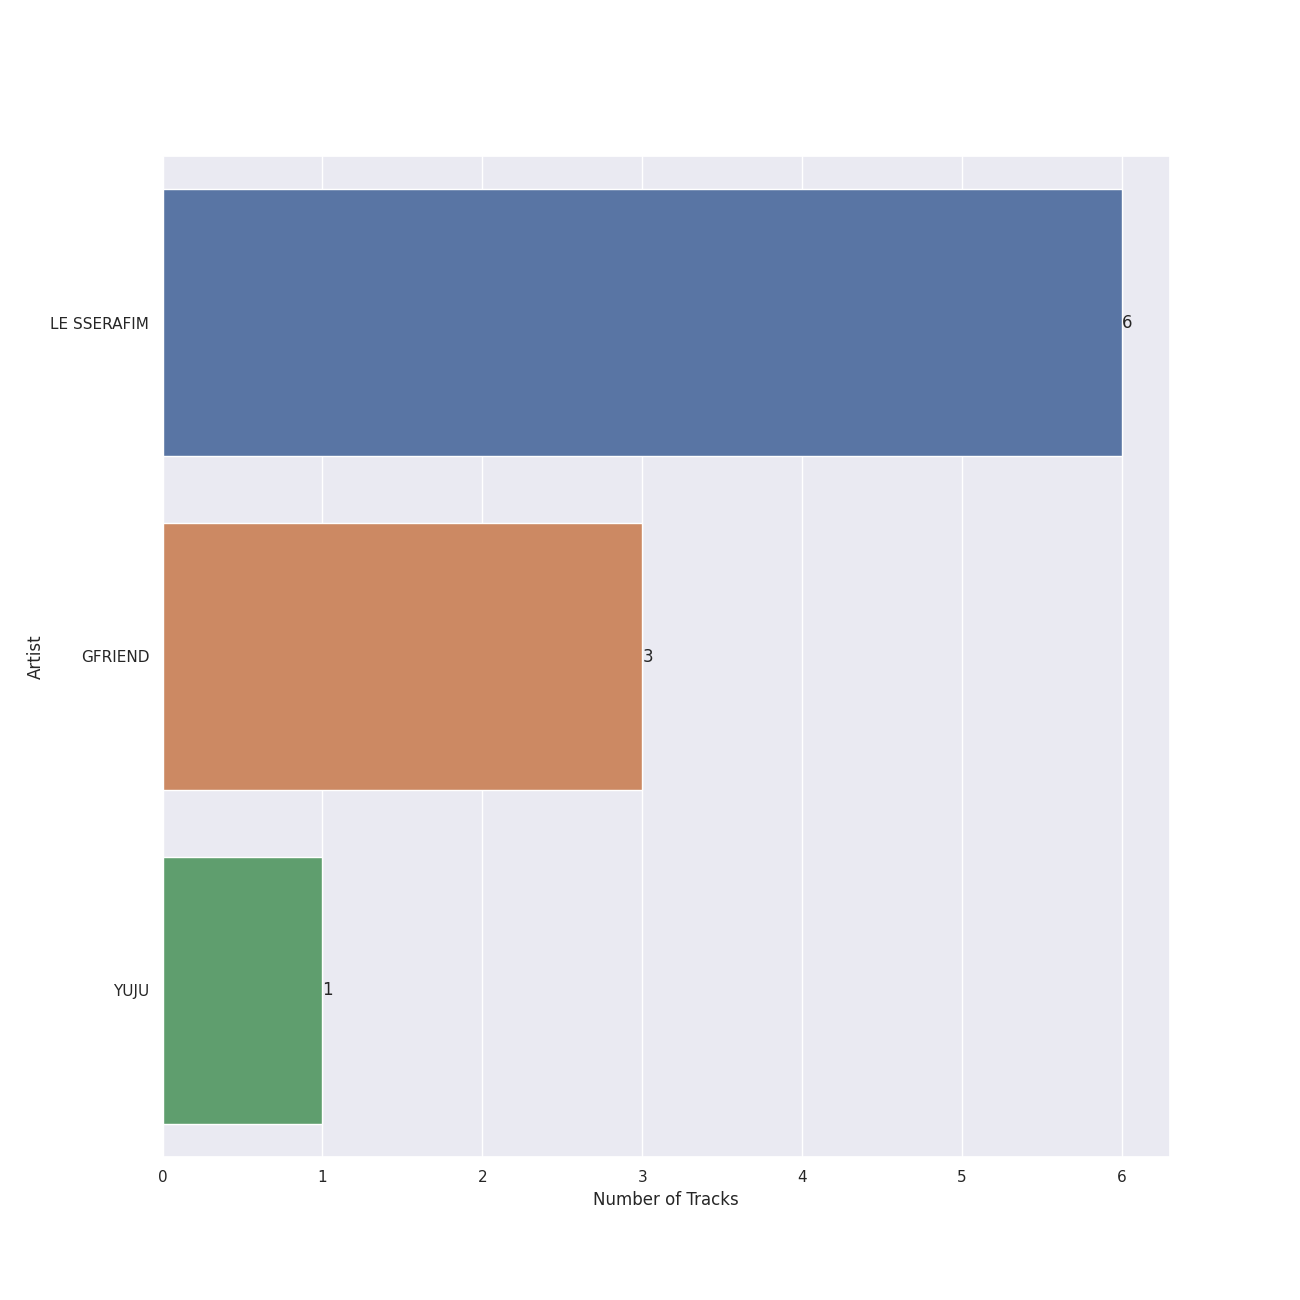 LE SSERAFIM
6
Artist
GFRIEND
3
YUJU
1
0 1 2 3 4 5 6
Number of Tracks